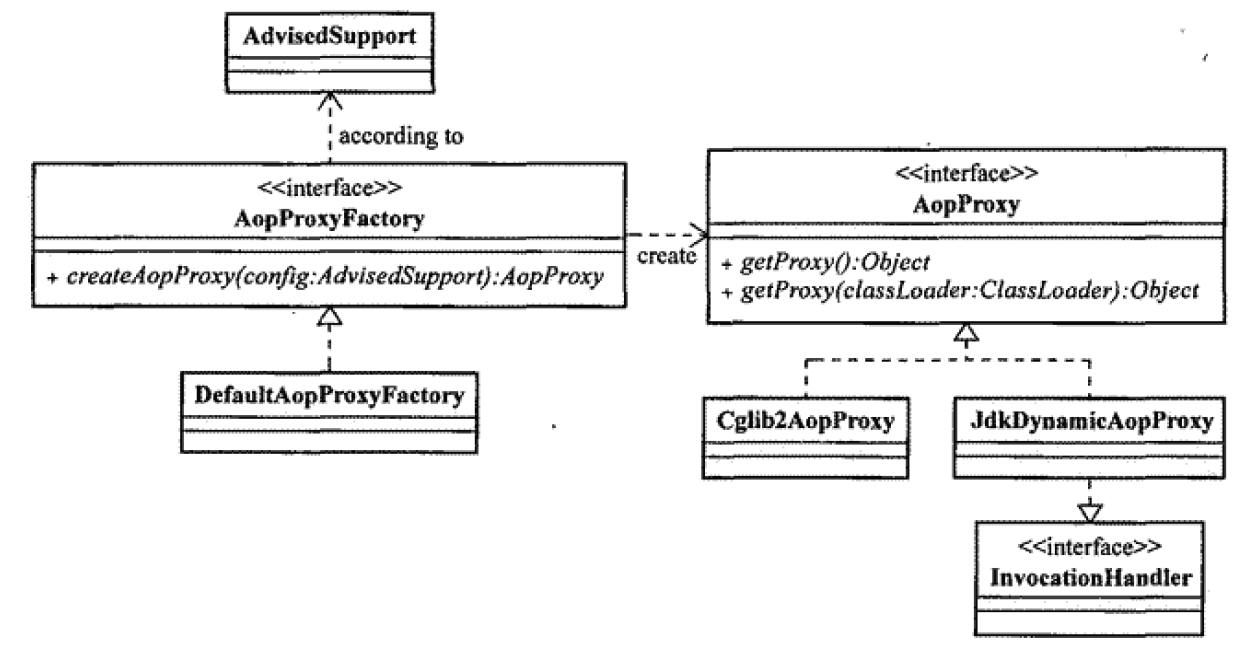 AdvisedSupport
according to
<<interface>>
AopProxyFactory
+ createAopProxy(config:AdvisedSupport):AopProxy
create
<<interface>>
AopProxy
+ getProxy():Object
+ getProxy(classLoader:ClassLoader):Object
DefaultAopProxyFactory
Cglib2AopProxy
JdkDynamicAopProxy
<<interface>>
InvocationHandler